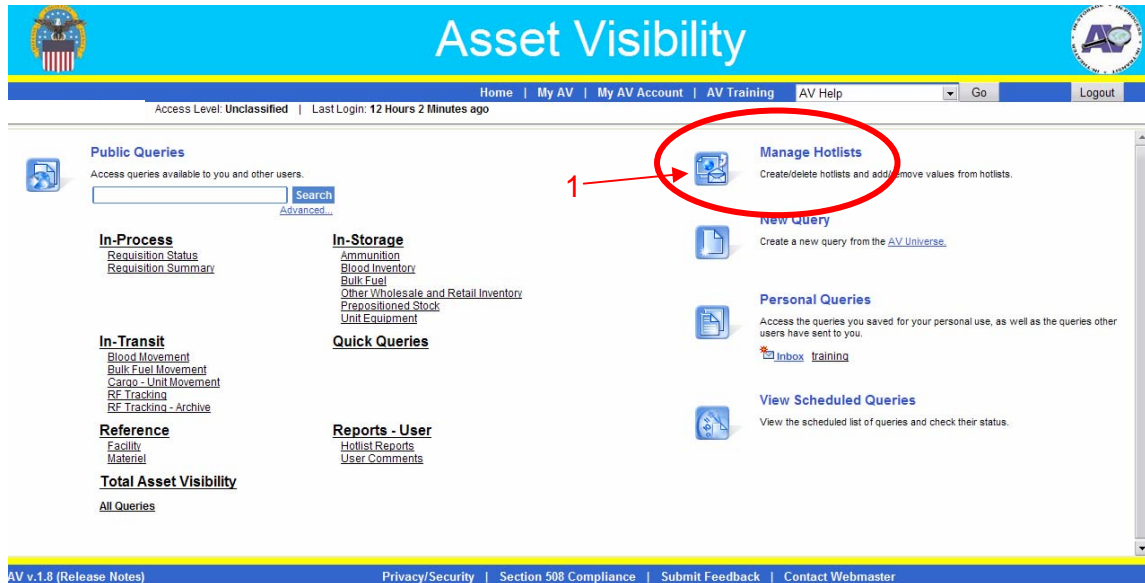 Asset Visibility
AV
Home | My AV | My AV Account | AV Training AV Help Go Logout
Access Level: Unclassified | Last Login: 12 Hours 2 Minutes ago
Public Queries
Access queries available to you and other users.
Search
Advanced...
In-Process
Requisition Status
Requisition Summary
In-Storage
Ammunition
Blood Inventory
Bulk Fuel
Other Wholesale and Retail Inventory
Prepositioned Stock
Unit Equipment
In-Transit
Blood Movement
Bulk Fuel Movement
Cargo - Unit Movement
RF Tracking
RF Tracking - Archive
Quick Queries
Reference
Facility
Materiel
Reports - User
Hotlist Reports
User Comments
Total Asset Visibility
All Queries
1
Manage Hotlists
Create/delete hotlists and add/remove values from hotlists.
New Query
Create a new query from the AV Universe.
Personal Queries
Access the queries you saved for your personal use, as well as the queries other
users have sent to you.
Inbox training
View Scheduled Queries
View the scheduled list of queries and check their status.
AV v.1.8 (Release Notes) Privacy/Security | Section 508 Compliance | Submit Feedback | Contact Webmaster